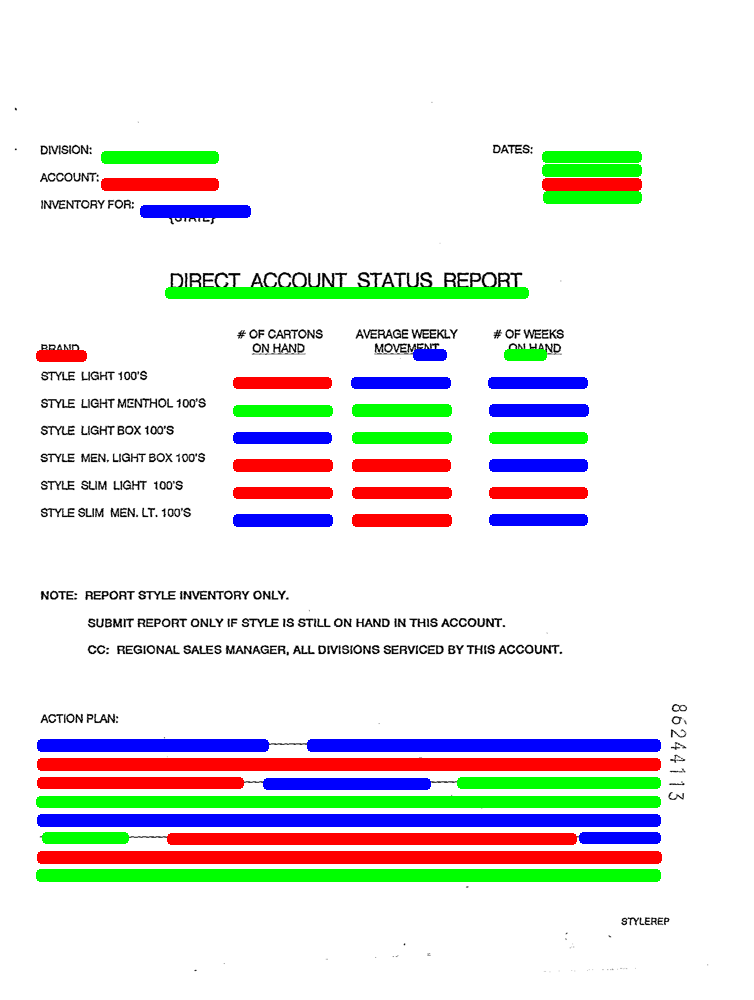 DIVISION:
DATES:
ACCOUNT:
INVENTORY FOR:
{STATE}
DIRECT ACCOUNT STATUS REPORT
# OF CARTONS AVERAGE WEEKLY # OF WEEKS
BRAND ON HAND MOVEMENT ON HAND
STYLE LIGHT 100'S
STYLE LIGHT MENTHOL 100'S
STYLE LIGHT BOX 100'S
STYLE MEN. LIGHT BOX 100'S
STYLE SLIM LIGHT 100'S
STYLE SLIM MEN. LT. 100'S
NOTE: REPORT STYLE INVENTORY ONLY.
SUBMIT REPORT ONLY IF STYLE IS STILL ON HAND IN THIS ACCOUNT.
CC: REGIONAL SALES MANAGER, ALL DIVISIONS SERVICED BY THIS ACCOUNT.
ACTION PLAN:
86244113
STYLEREP